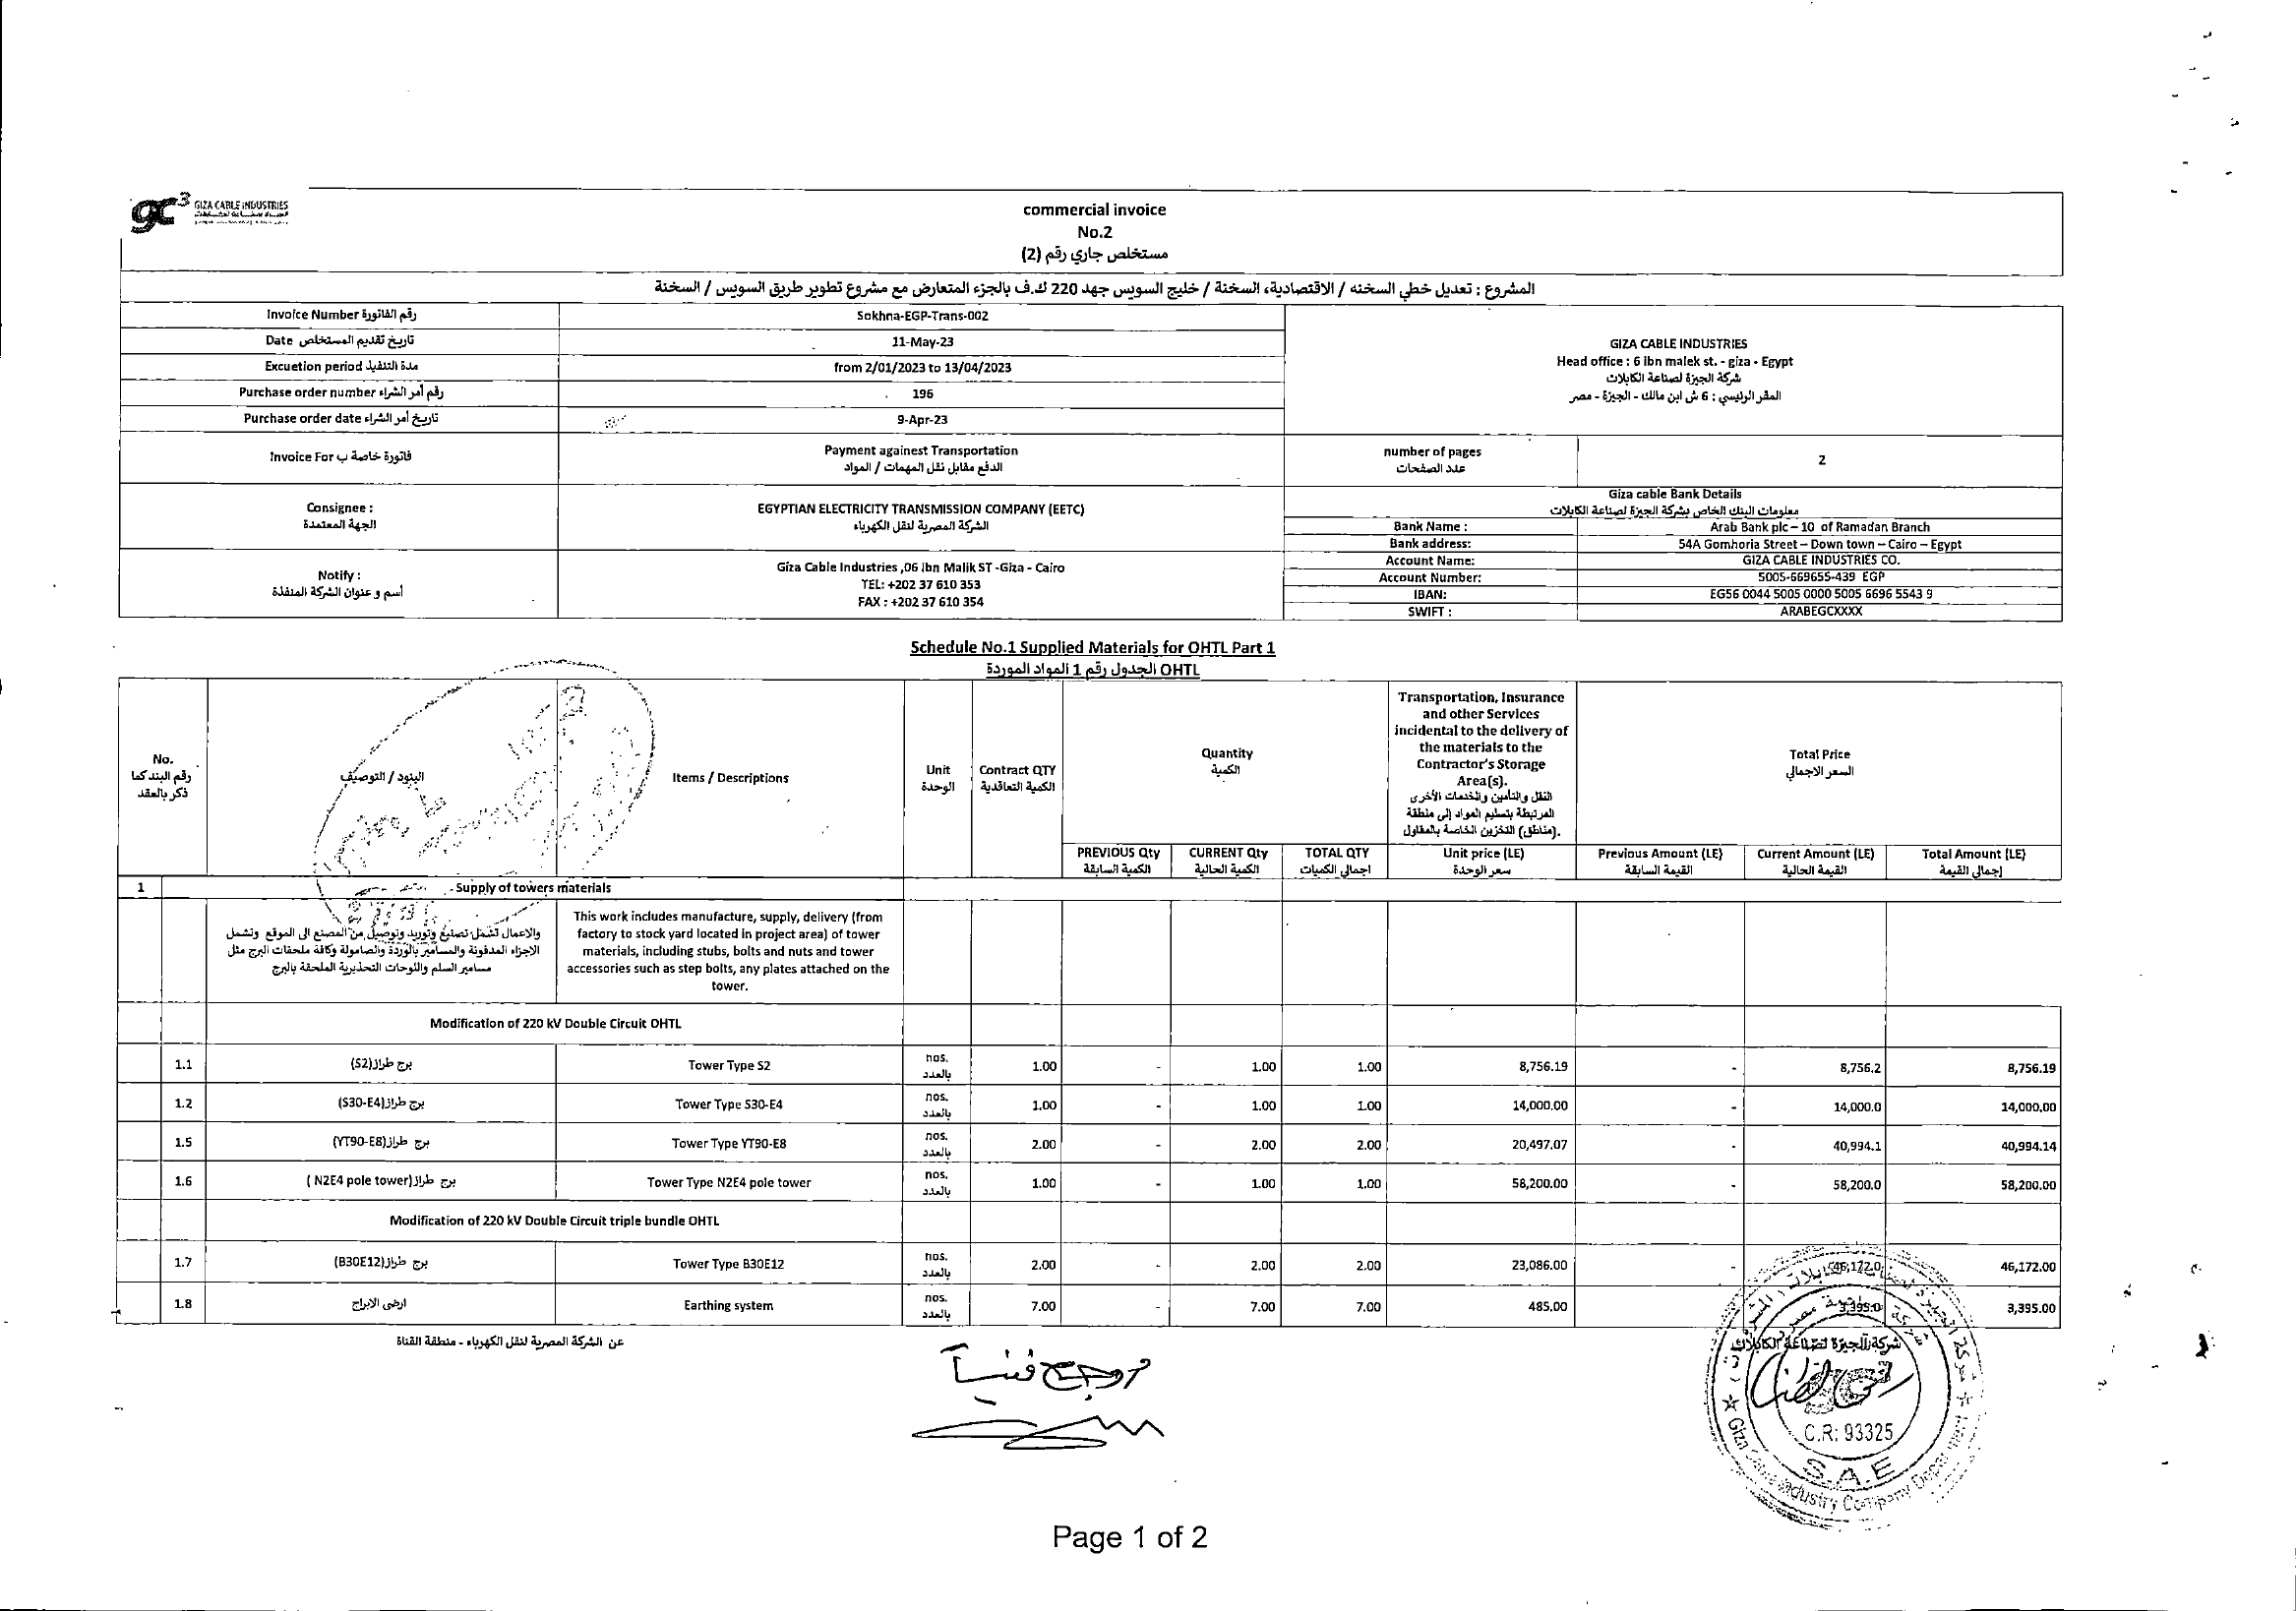 gc3 GIZA CABLE INDUSTRIES
commercial invoice
No.2
مستخلص جاري رقم (2)
المشروع : تعديل خطي السخنه / الاقتصادية، السخنة / خليج السويس جهد 220 ك.ف بالجزء المتعارض مع مشروع تطوير طريق السويس / السخنة
Invoice Number رقم الفاتورة
Sokhna-EGP-Trans-002
Date تاريخ تقديم المستخلص
11-May-23
Excuetion period مدة التنفيذ
from 2/01/2023 to 13/04/2023
Purchase order number رقم أمر الشراء
196
Purchase order date تاريخ أمر الشراء
9-Apr-23
GIZA CABLE INDUSTRIES
Head office : 6 ibn malek st. - giza - Egypt
شركة الجيزة لصناعة الكابلات
المقر الرئيسي : 6 ش ابن مالك - الجيزة - مصر
Invoice For فاتورة خاصة ب
Payment againest Transportation
الدفع مقابل نقل المهمات / المواد
number of pages
عدد الصفحات
2
Consignee :
الجهة المعتمدة
EGYPTIAN ELECTRICITY TRANSMISSION COMPANY (EETC)
الشركة المصرية لنقل الكهرباء
Notify :
أسم و عنوان الشركة المنفذة
Giza Cable Industries ,06 Ibn Malik ST -Giza - Cairo
TEL: +202 37 610 353
FAX : +202 37 610 354
Giza cable Bank Details
معلومات البنك الخاص بشركة الجيزة لصناعة الكابلات
Bank Name : Arab Bank plc – 10 of Ramadan Branch
Bank address: 54A Gomhoria Street – Down town – Cairo – Egypt
Account Name: GIZA CABLE INDUSTRIES CO.
Account Number: 5005-669655-439 EGP
IBAN: EG56 0044 5005 0000 5005 6696 5543 9
SWIFT : ARABEGCXXXX
Schedule No.1 Supplied Materials for OHTL Part 1
الجدول رقم 1 المواد الموردة OHTL
No.
رقم البند كما
ذكر بالعقد
البنود / التوصيف
Items / Descriptions
Unit
الوحدة
Contract QTY
الكمية التعاقدية
Quantity
الكمية
Transportation, Insurance
and other Services
incidental to the delivery of
the materials to the
Contractor's Storage
Area(s).
النقل والتأمين والخدمات الأخرى
المرتبطة بتسليم المواد إلى منطقة
(مناطق) التخزين الخاصة بالمقاول.
Total Price
السعر الاجمالي
PREVIOUS Qty
الكمية السابقة
CURRENT Qty
الكمية الحالية
TOTAL QTY
اجمالي الكميات
Unit price (LE)
سعر الوحدة
Previous Amount (LE)
القيمة السابقة
Current Amount (LE)
القيمة الحالية
Total Amount (LE)
إجمالي القيمة
1 Supply of towers materials
والاعمال تشمل تصنيع وتوريد وتوصيل من المصنع الى الموقع وتشمل
الاجزاء المدفونة والمسامير بالوردة والصامولة وكافة ملحقات البرج مثل
مسامير السلم واللوحات التحذيرية الملحقة بالبرج
This work includes manufacture, supply, delivery (from
factory to stock yard located in project area) of tower
materials, including stubs, bolts and nuts and tower
accessories such as step bolts, any plates attached on the
tower.
Modification of 220 kV Double Circuit OHTL
1.1 برج طراز(S2) Tower Type S2 nos. بالعدد 1.00 - 1.00 1.00 8,756.19 - 8,756.2 8,756.19
1.2 برج طراز(S30-E4) Tower Type S30-E4 nos. بالعدد 1.00 - 1.00 1.00 14,000.00 - 14,000.0 14,000.00
1.5 برج طراز(YT90-E8) Tower Type YT90-E8 nos. بالعدد 2.00 - 2.00 2.00 20,497.07 - 40,994.1 40,994.14
1.6 برج طراز(N2E4 pole tower ) Tower Type N2E4 pole tower nos. بالعدد 1.00 - 1.00 1.00 58,200.00 - 58,200.0 58,200.00
Modification of 220 kV Double Circuit triple bundle OHTL
1.7 برج طراز(B30E12) Tower Type B30E12 nos. بالعدد 2.00 - 2.00 2.00 23,086.00 - 46,172.0 46,172.00
1.8 ارضى الابراج Earthing system nos. بالعدد 7.00 - 7.00 7.00 485.00 3,395.0 3,395.00
عن الشركة المصرية لنقل الكهرباء - منطقة القناة
شركة الجيزة لصناعة الكابلات
روجع فنيا
C.R: 93325
S.A.E
Page 1 of 2